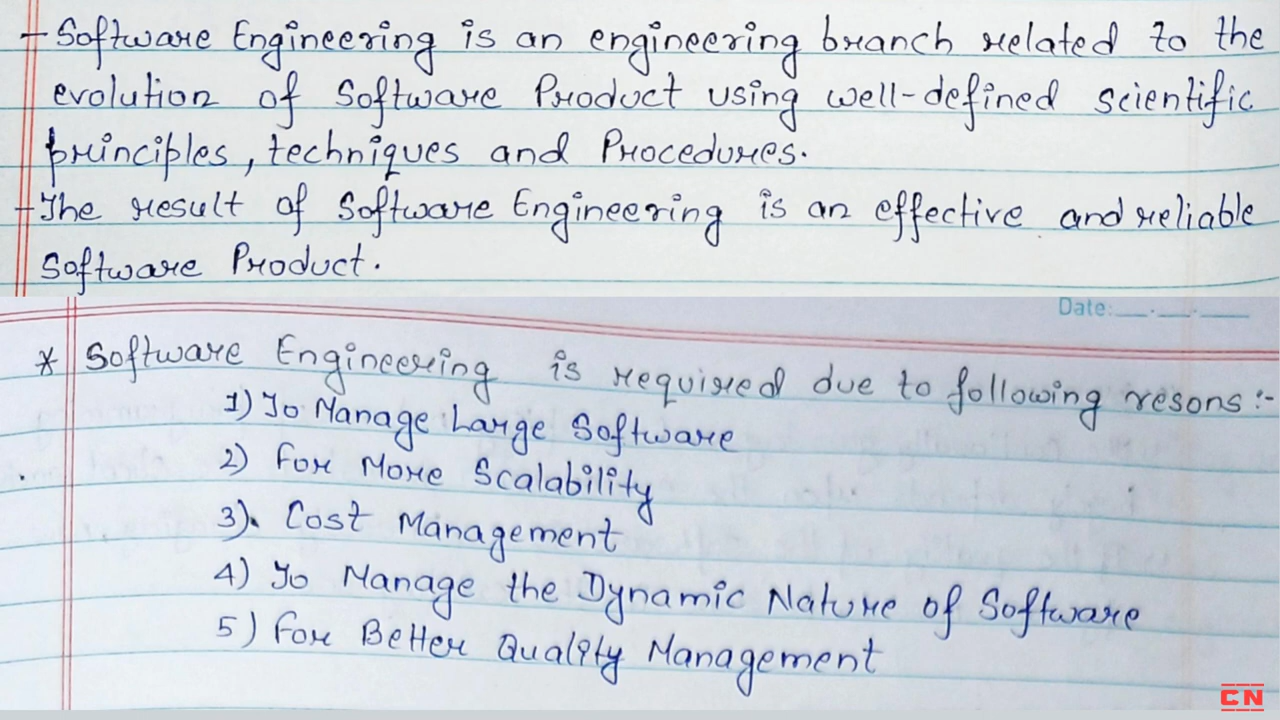 - Software Engineering is an engineering branch related to the
evolution of Software Product using well-defined scientific
principles, techniques and Procedures.
- The result of Software Engineering is an effective and reliable
Software Product.
Date:__.__.__
* Software Engineering is required due to following resons :-
1) To Manage Large Software
2) For More Scalability
3). Cost Management
4) To Manage the Dynamic Nature of Software
5) For Better Quality Management
CN